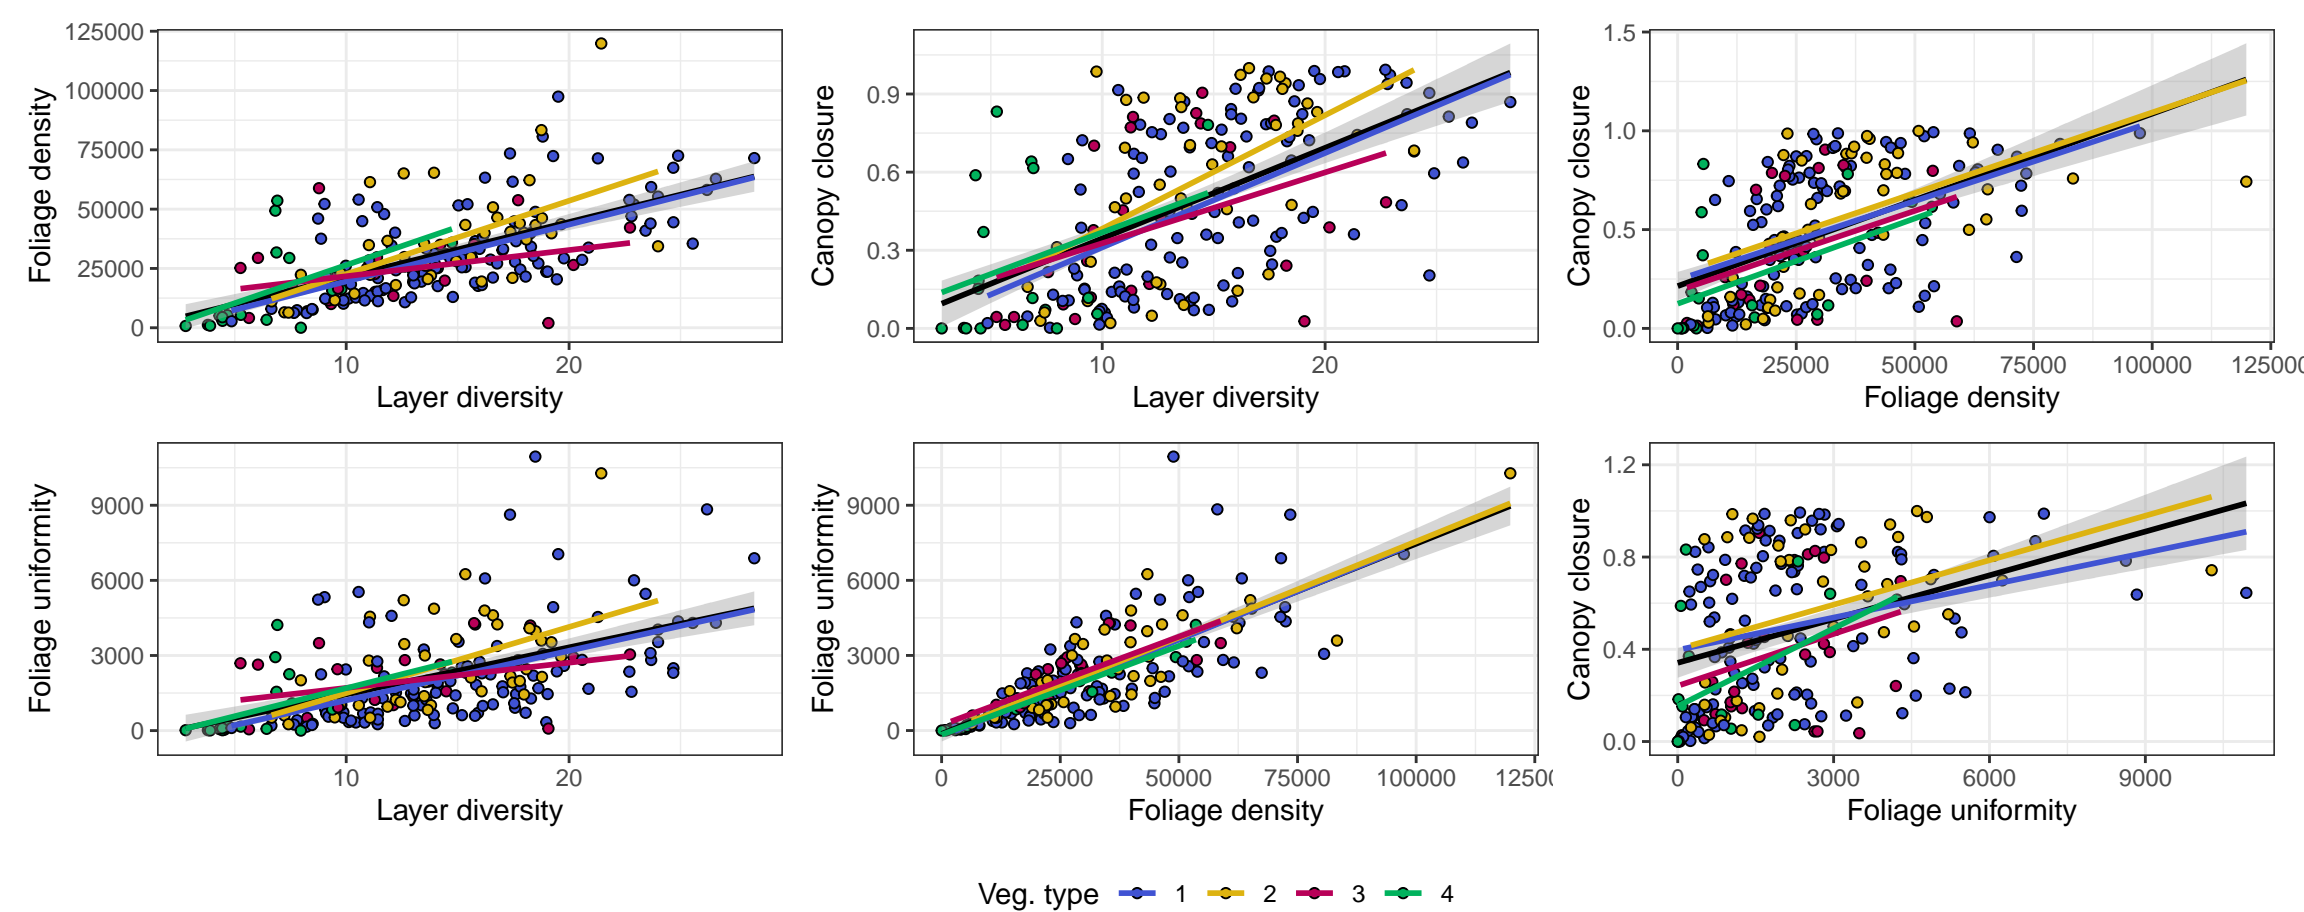 Foliage density
125000
100000
75000
50000
25000
0
10 20
Layer diversity
Canopy closure
0.9
0.6
0.3
0.0
10 20
Layer diversity
Canopy closure
1.5
1.0
0.5
0.0
0 25000 50000 75000 100000 125000
Foliage density
Foliage uniformity
9000
6000
3000
0
10 20
Layer diversity
Foliage uniformity
9000
6000
3000
0
0 25000 50000 75000 100000 12500
Foliage density
Canopy closure
1.2
0.8
0.4
0.0
0 3000 6000 9000
Foliage uniformity
Veg. type 1 2 3 4